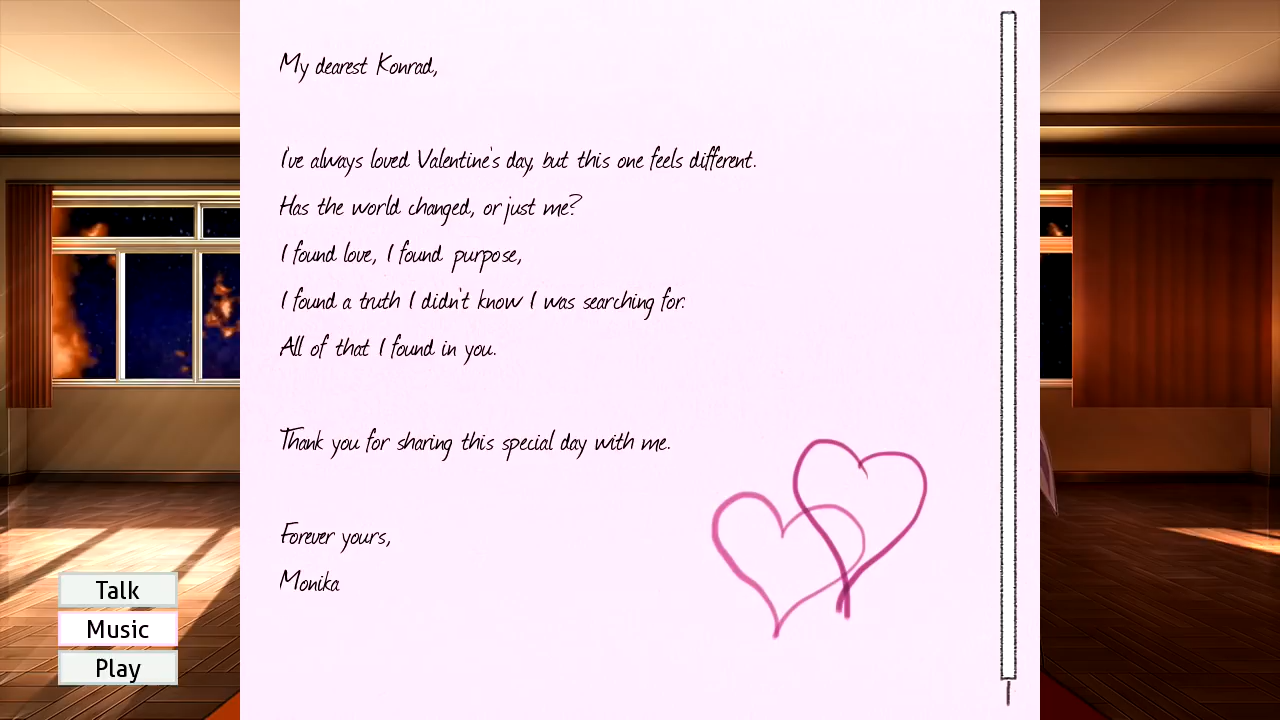 My dearest Konrad,
I've always loved Valentine's day, but this one feels different.
Has the world changed, or just me?
I found love, I found purpose,
I found a truth I didn't know I was searching for.
All of that I found in you.
Thank you for sharing this special day with me.
Forever yours,
Monika
Talk
Music
Play